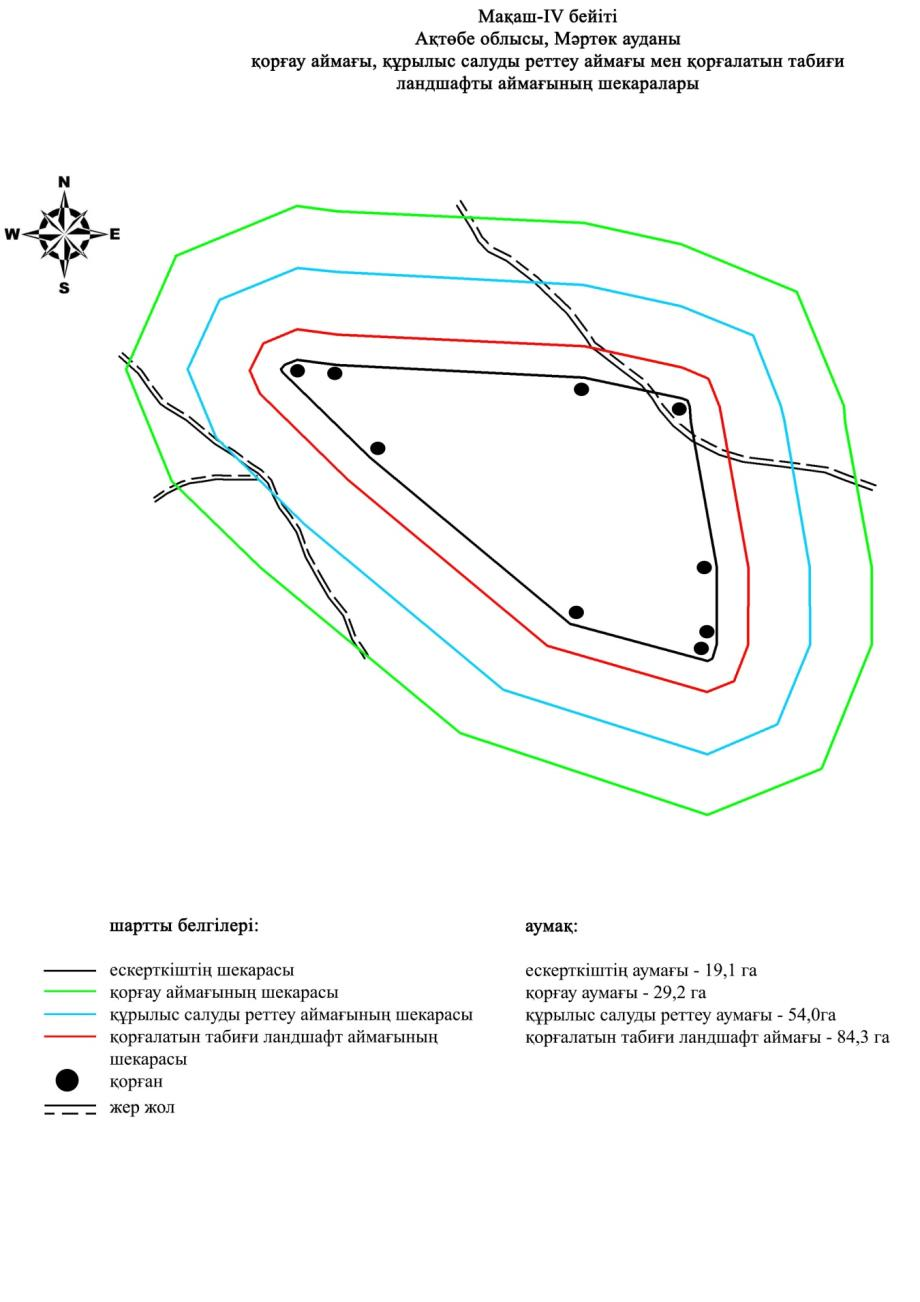 Мақаш-IV бейіті
Ақтөбе облысы, Мәртөк ауданы
қорғау аймағы, құрылыс салуды реттеу аймағы мен қорғалатын табиғи
ландшафты аймағының шекаралары
N
W
E
S
шартты белгілері:
ескерткіштің шекарасы
қорғау аймағының шекарасы
құрылыс салуды реттеу аймағының шекарасы
қорғалатын табиғи ландшафт аймағының
шекарасы
қорған
жер жол
аумақ:
ескерткіштің аумағы - 19,1 га
қорғау аумағы - 29,2 га
құрылыс салуды реттеу аумағы - 54,0га
қорғалатын табиғи ландшафт аймағы - 84,3 га